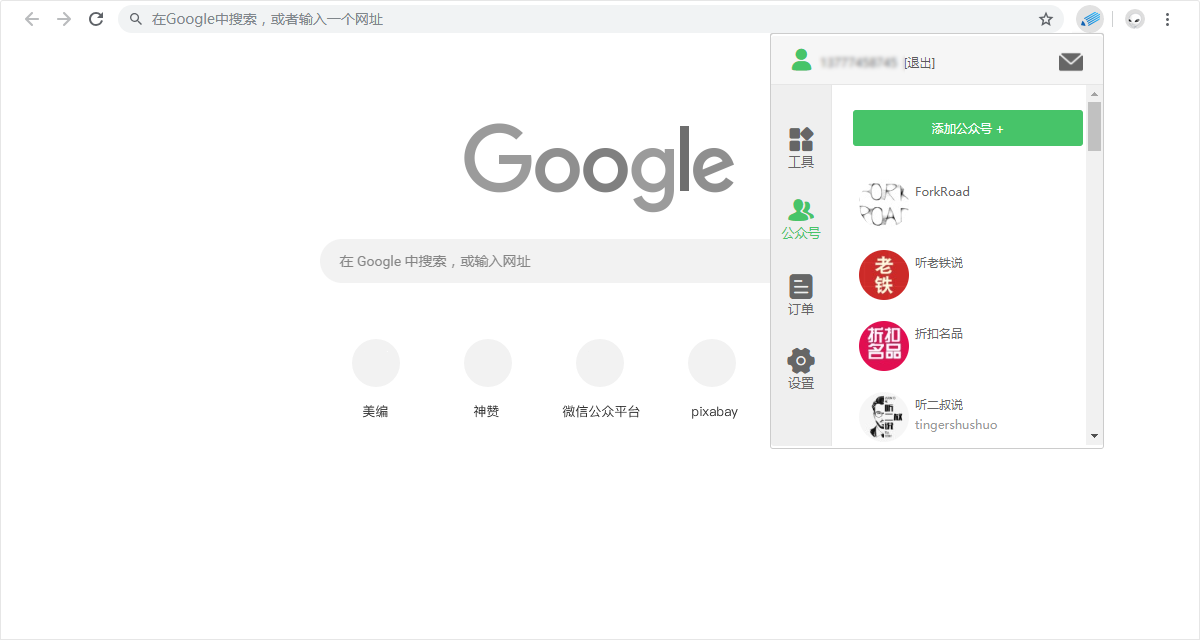 在Google中搜索，或者输入一个网址
[退出]
Google
在 Google 中搜索，或输入网址
美编
神赞
微信公众平台
pixabay
工具
公众号
订单
设置
添加公众号 +
FORK
ROAD
ForkRoad
老
铁
听老铁说
折扣
名品
折扣名品
听二叔说
tingershushuo